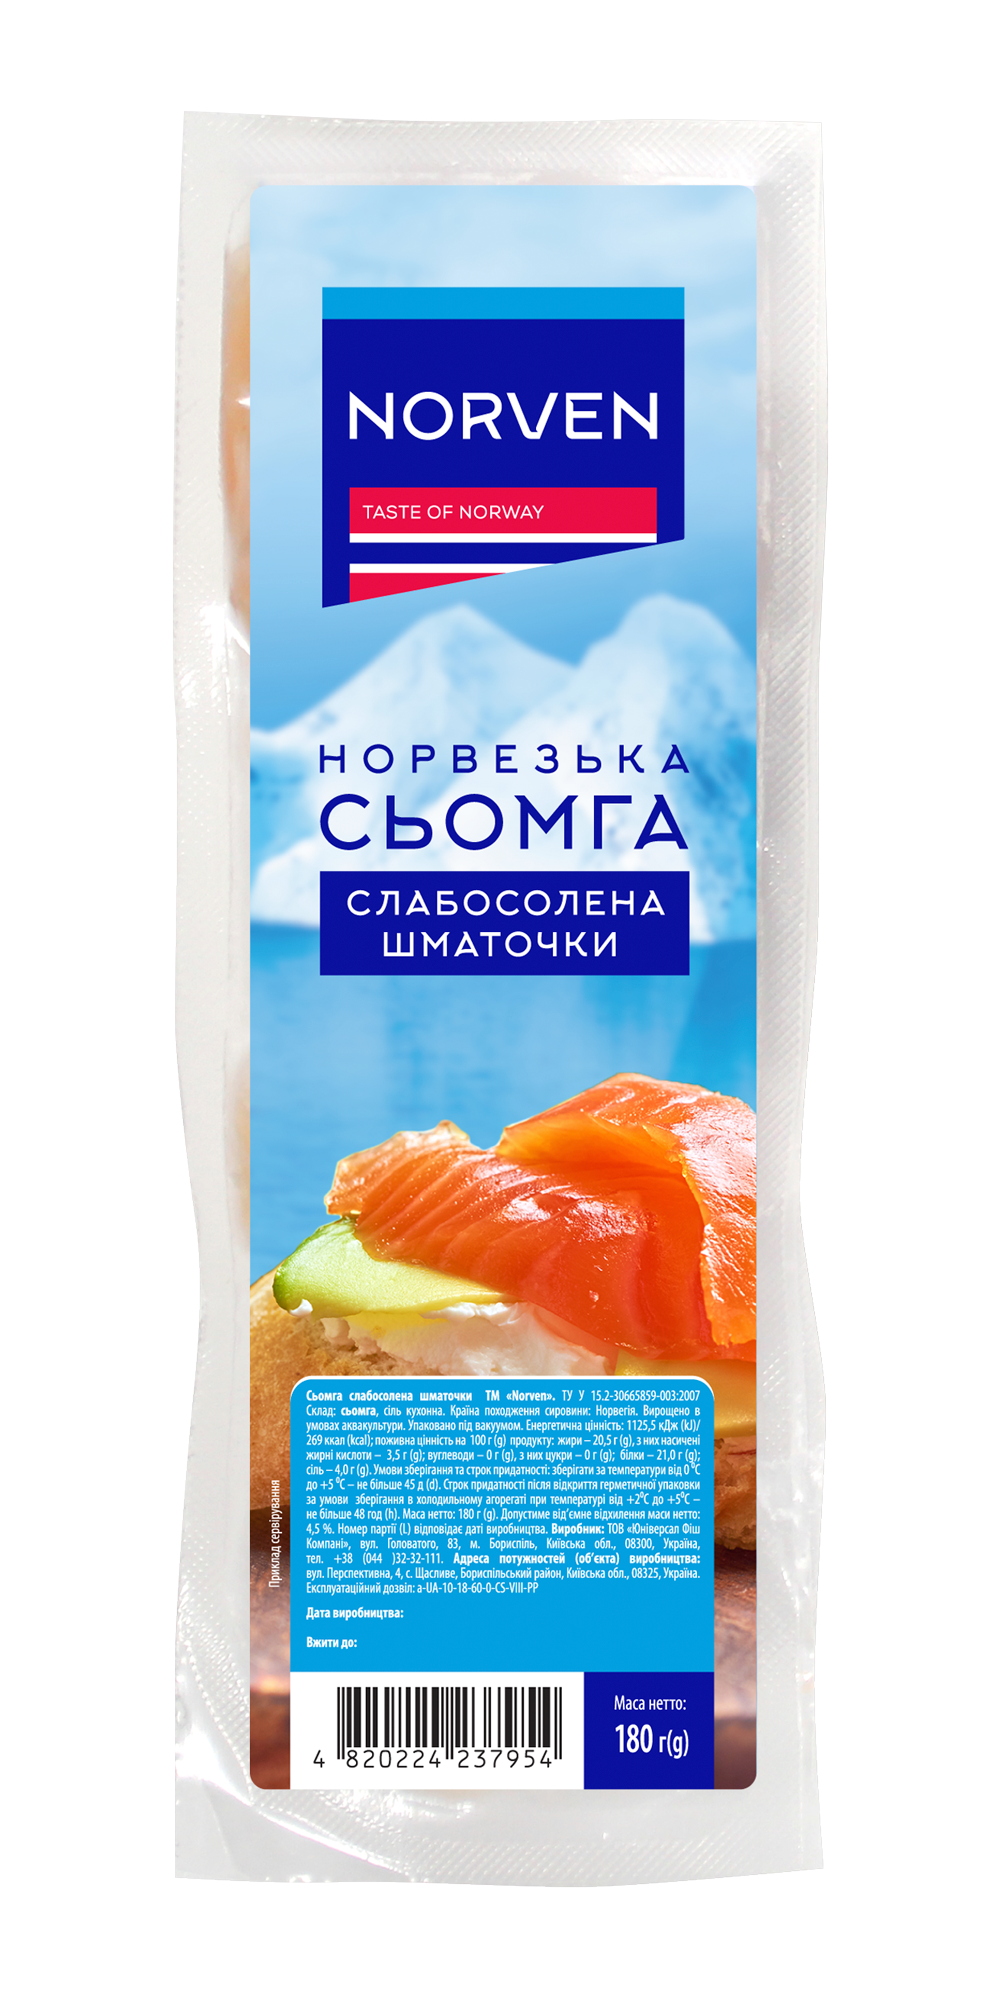 NORVEN
TASTE OF NORWAY
НОРВЕЗЬКА
СЬОМГА
СЛАБОСОЛЕНА
ШМАТОЧКИ
Сьомга слабосолена шматочки ТМ «Norven». ТУ У 15.2-30665859-003:2007
Склад: сьомга, сіль кухонна. Країна походження сировини: Норвегія. Вирощено в
умовах аквакультури. Упаковано під вакуумом. Енергетична цінність: 1125,5 кДж (kJ)/
269 ккал (kcal); поживна цінність на 100 г (g) продукту: жири – 20,5 г (g), з них насичені
жирні кислоти – 3,5 г (g); вуглеводи – 0 г (g), з них цукри – 0 г (g); білки – 21,0 г (g);
сіль – 4,0 г (g). Умови зберігання та строк придатності: зберігати за температури від 0 °С
до +5 °С – не більше 45 д (d). Строк придатності після відкриття герметичної упаковки
за умови зберігання в холодильному агорегаті при температурі від +2°С до +5°С –
не більше 48 год (h). Маса нетто: 180 г (g). Допустиме від’ємне відхилення маси нетто:
4,5 %. Номер партії (L) відповідає даті виробництва. Виробник: ТОВ «Юніверсал Фіш
Компані», вул. Головатого, 83, м. Бориспіль, Київська обл., 08300, Україна,
тел. +38 (044 )32-32-111. Адреса потужностей (об’єкта) виробництва:
вул. Перспективна, 4, с. Щасливе, Бориспільський район, Київська обл., 08325, Україна.
Експлуатаційний дозвіл: a-UA-10-18-60-0-CS-VIII-PP
Дата виробництва:
Вжити до:
Приклад сервірування
4 820224 237954
Маса нетто:
180 г(g)